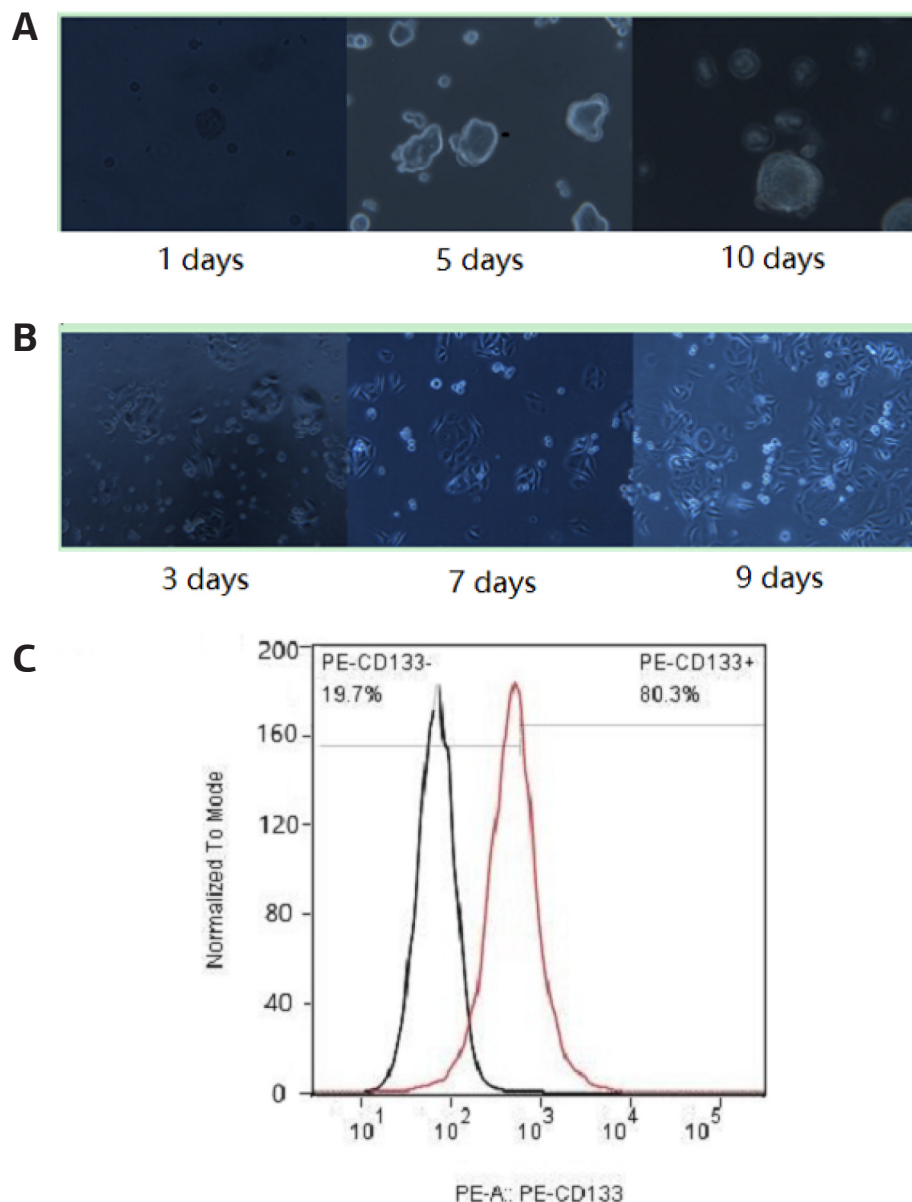 A
1 days
5 days
10 days
B
3 days
7 days
9 days
C
200
PE-CD133-
PE-CD133+
19.7%
80.3%
160
120
80
40
0
Normalized To Mode
10^1
10^2
10^3
10^4
10^5
PE-A:: PE-CD133